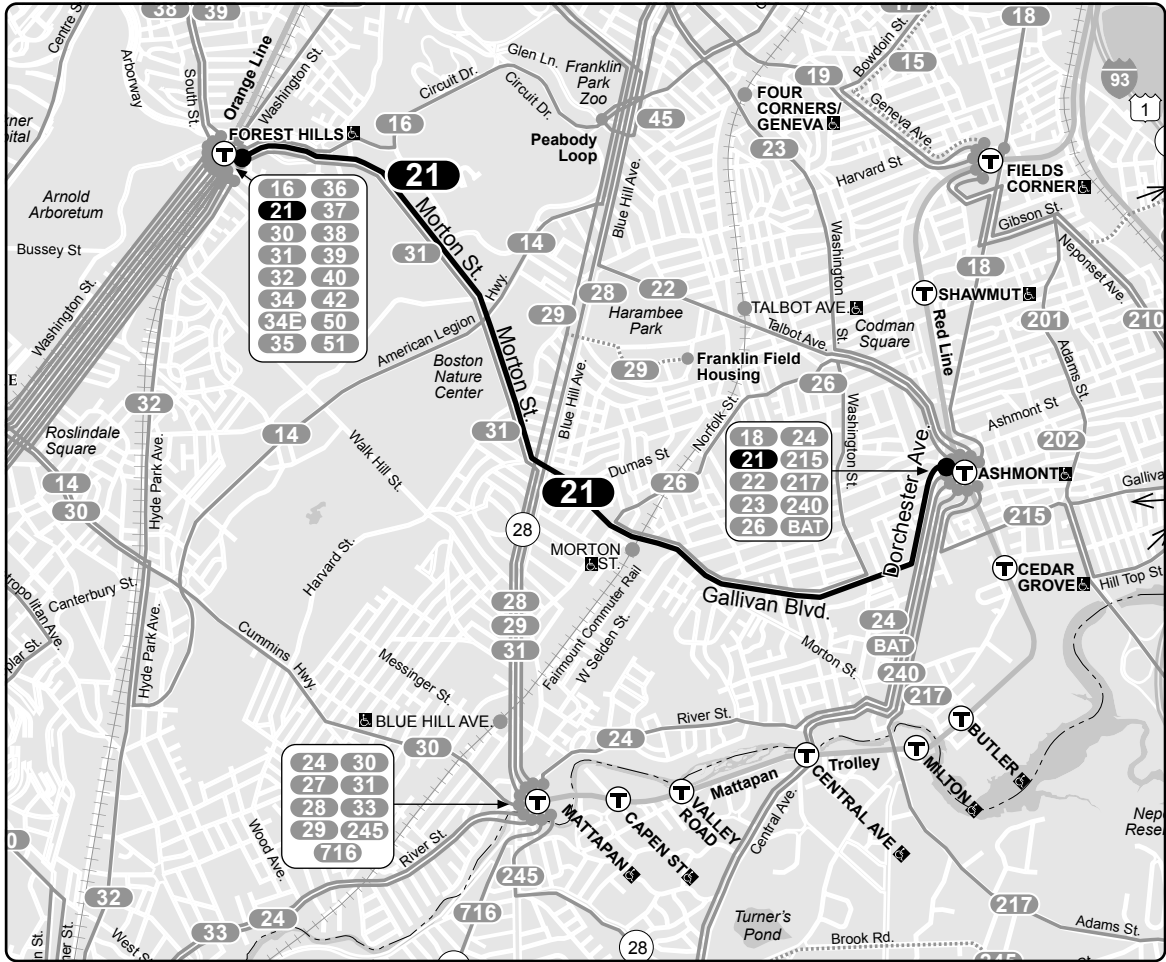 38
39
17
18
Centre St.
Arborway
South St.
Orange Line
Washington St.
Glen Ln.
Franklin
Park
Zoo
Circuit Dr.
Circuit Dr.
Peabody
Loop
45
19
Bowdoin St.
15
93
1
FOUR
CORNERS/
GENEVA
Geneva Ave.
23
Harvard St
T
FIELDS
CORNER
FOREST HILLS
T
16
21
Arnold
Arboretum
Bussey St
Washington St.
16 36
21 37
30 38
31 39
32 40
34 42
34E 50
35 51
Morton St.
31
14
Hwy.
American Legion
Blue Hill Ave.
28
22
29
Harambee
Park
TALBOT AVE.
Talbot Ave.
Washington
St.
Codman
Square
Gibson St.
Neponset Ave.
18
T
SHAWMUT
Red Line
201
210
Adams St.
Boston
Nature
Center
Morton St.
Blue Hill Ave.
29
Franklin Field
Housing
26
Norfolk St.
Washington St.
Ashmont St
202
E
32
Roslindale
Square
14
30
14
Hyde Park Ave.
Walk Hill St.
31
Dumas St
26
21
18 24
21 215
22 217
23 240
26 BAT
Dorchester Ave.
T
ASHMONT
215
28
MORTON
ST.
Gallivan Blvd.
T
CEDAR
GROVE
Hill Top St
Harvard St.
Canterbury St.
Hyde Park Ave.
Cummins
Hwy.
Messinger St.
28
29
31
Fairmount Commuter Rail
W Selden St.
Morton St.
24
BAT
240
217
BLUE HILL AVE.
30
River St.
24
24 30
27 31
28 33
29 245
716
T
MATTAPAN
T
CAPEN ST
T
VALLEY
ROAD
Mattapan
Trolley
T
CENTRAL AVE
T
MILTON
T
BUTLER
Central Ave.
Wood Ave.
River St.
245
716
32
33
24
28
Turner's
Pond
Brook Rd.
217
Adams St.
245